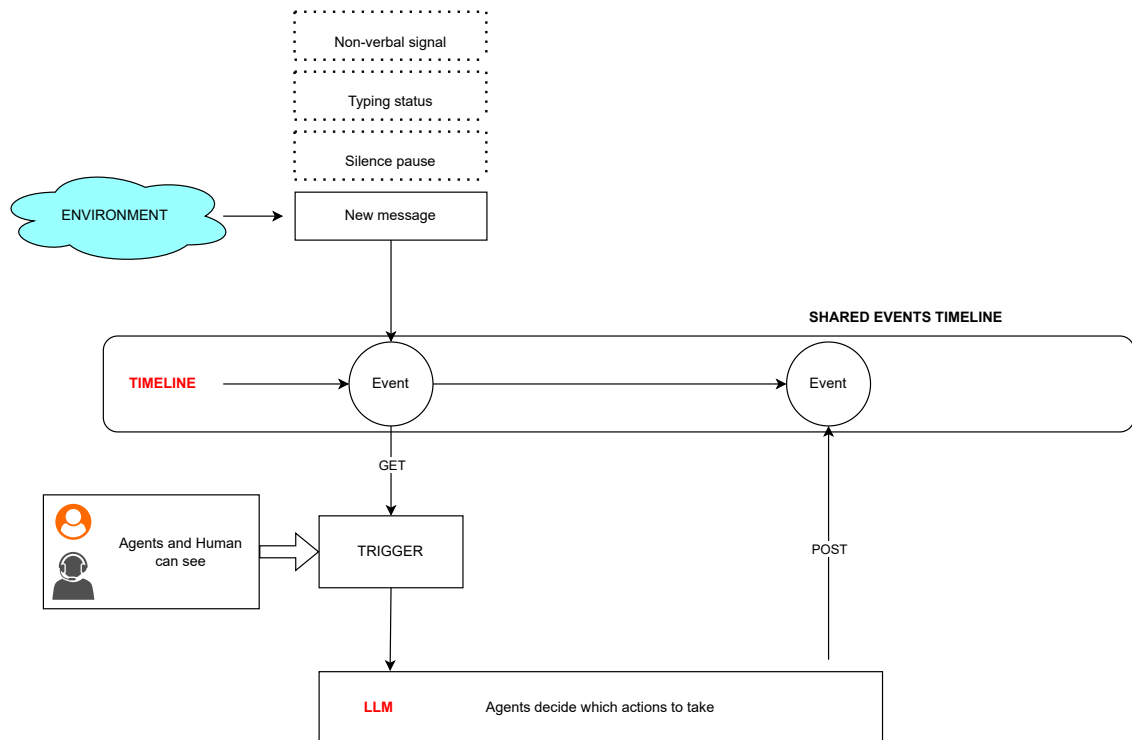 Non-verbal signal
Typing status
Silence pause
ENVIRONMENT
New message
SHARED EVENTS TIMELINE
TIMELINE
Event
Event
GET
Agents and Human
can see
TRIGGER
POST
LLM
Agents decide which actions to take